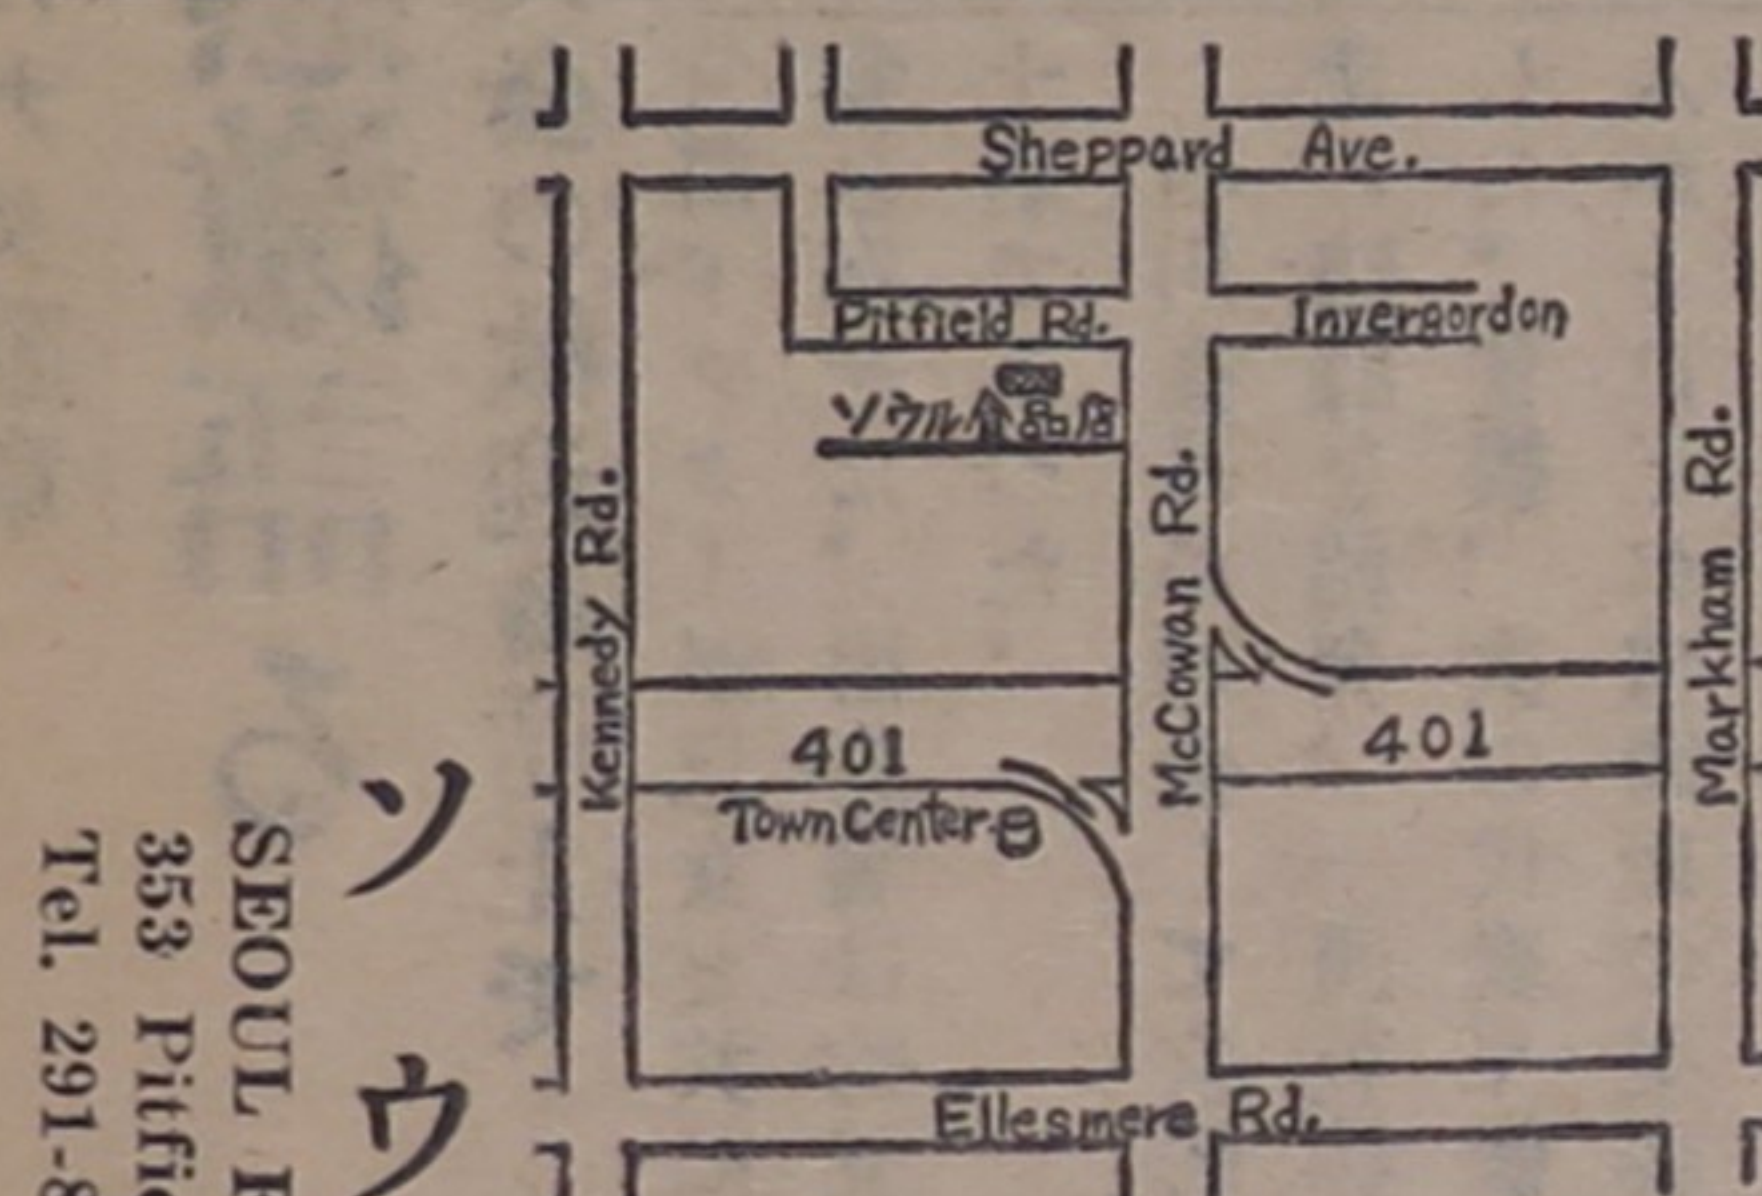 Sheppard Ave.
Pitfield Rd.
Invergordon
ソウル食品店
Kennedy Rd.
McCowan Rd.
Markham Rd.
401
401
Town Center
Ellesmere Rd.
ソウ
SEOUL
353 Pitfi
Tel. 291-8